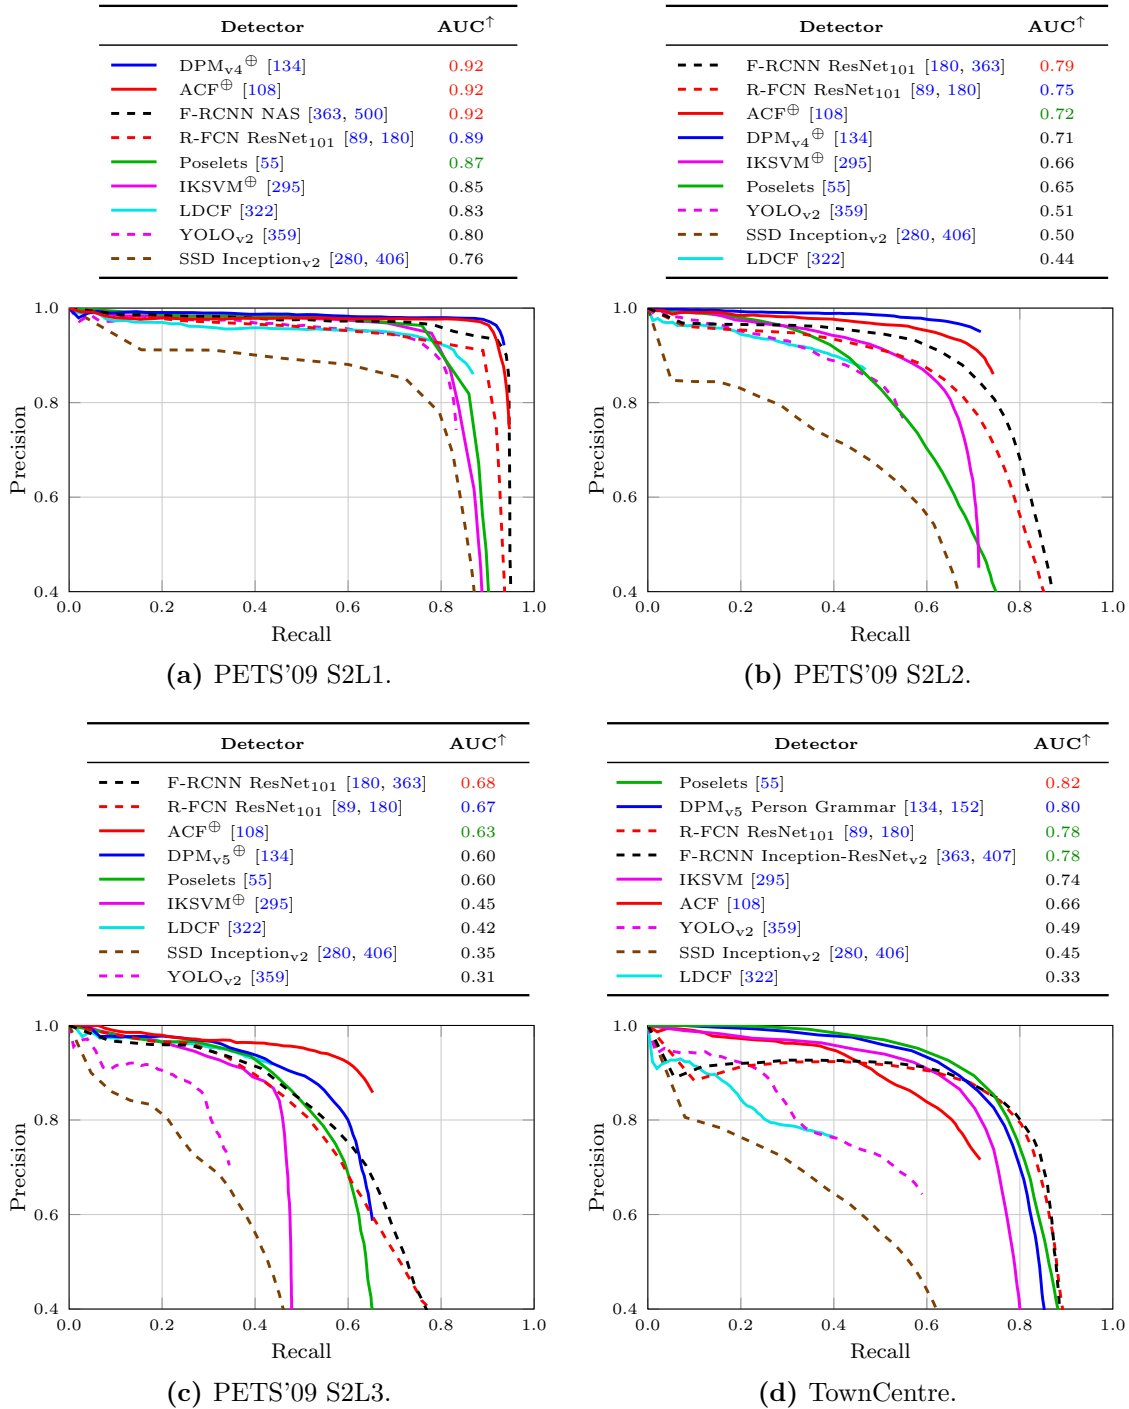 Detector AUC↑
DPMv4⊕ [134] 0.92
ACF⊕ [108] 0.92
F-RCNN NAS [363, 500] 0.92
R-FCN ResNet101 [89, 180] 0.89
Poselets [55] 0.87
IKSVM⊕ [295] 0.85
LDCF [322] 0.83
YOLOv2 [359] 0.80
SSD Inceptionv2 [280, 406] 0.76
1.0
0.8
0.6
0.4
Precision
0.0 0.2 0.4 0.6 0.8 1.0
Recall
(a) PETS'09 S2L1.
Detector AUC↑
F-RCNN ResNet101 [180, 363] 0.79
R-FCN ResNet101 [89, 180] 0.75
ACF⊕ [108] 0.72
DPMv4⊕ [134] 0.71
IKSVM⊕ [295] 0.66
Poselets [55] 0.65
YOLOv2 [359] 0.51
SSD Inceptionv2 [280, 406] 0.50
LDCF [322] 0.44
1.0
0.8
0.6
0.4
Precision
0.0 0.2 0.4 0.6 0.8 1.0
Recall
(b) PETS'09 S2L2.
Detector AUC↑
F-RCNN ResNet101 [180, 363] 0.68
R-FCN ResNet101 [89, 180] 0.67
ACF⊕ [108] 0.63
DPMv5⊕ [134] 0.60
Poselets [55] 0.60
IKSVM⊕ [295] 0.45
LDCF [322] 0.42
SSD Inceptionv2 [280, 406] 0.35
YOLOv2 [359] 0.31
1.0
0.8
0.6
0.4
Precision
0.0 0.2 0.4 0.6 0.8 1.0
Recall
(c) PETS'09 S2L3.
Detector AUC↑
Poselets [55] 0.82
DPMv5 Person Grammar [134, 152] 0.80
R-FCN ResNet101 [89, 180] 0.78
F-RCNN Inception-ResNetv2 [363, 407] 0.78
IKSVM [295] 0.74
ACF [108] 0.66
YOLOv2 [359] 0.49
SSD Inceptionv2 [280, 406] 0.45
LDCF [322] 0.33
1.0
0.8
0.6
0.4
Precision
0.0 0.2 0.4 0.6 0.8 1.0
Recall
(d) TownCentre.